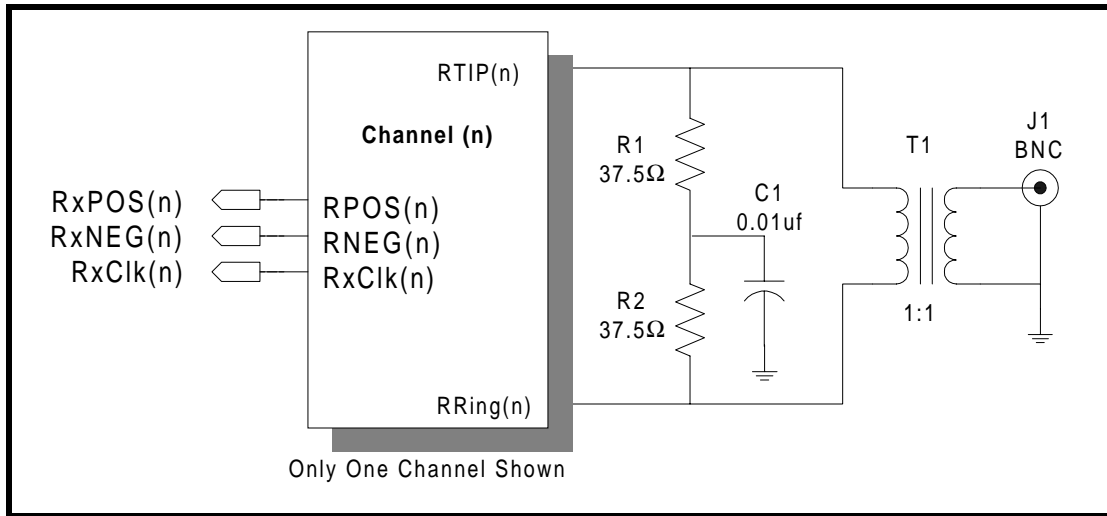 RTIP(n)
Channel (n)
RxPOS(n)
RxNEG(n)
RxClk(n)
RPOS(n)
RNEG(n)
RxClk(n)
RRing(n)
Only One Channel Shown
R1
37.5Ω
C1
0.01uf
R2
37.5Ω
T1
1:1
J1
BNC